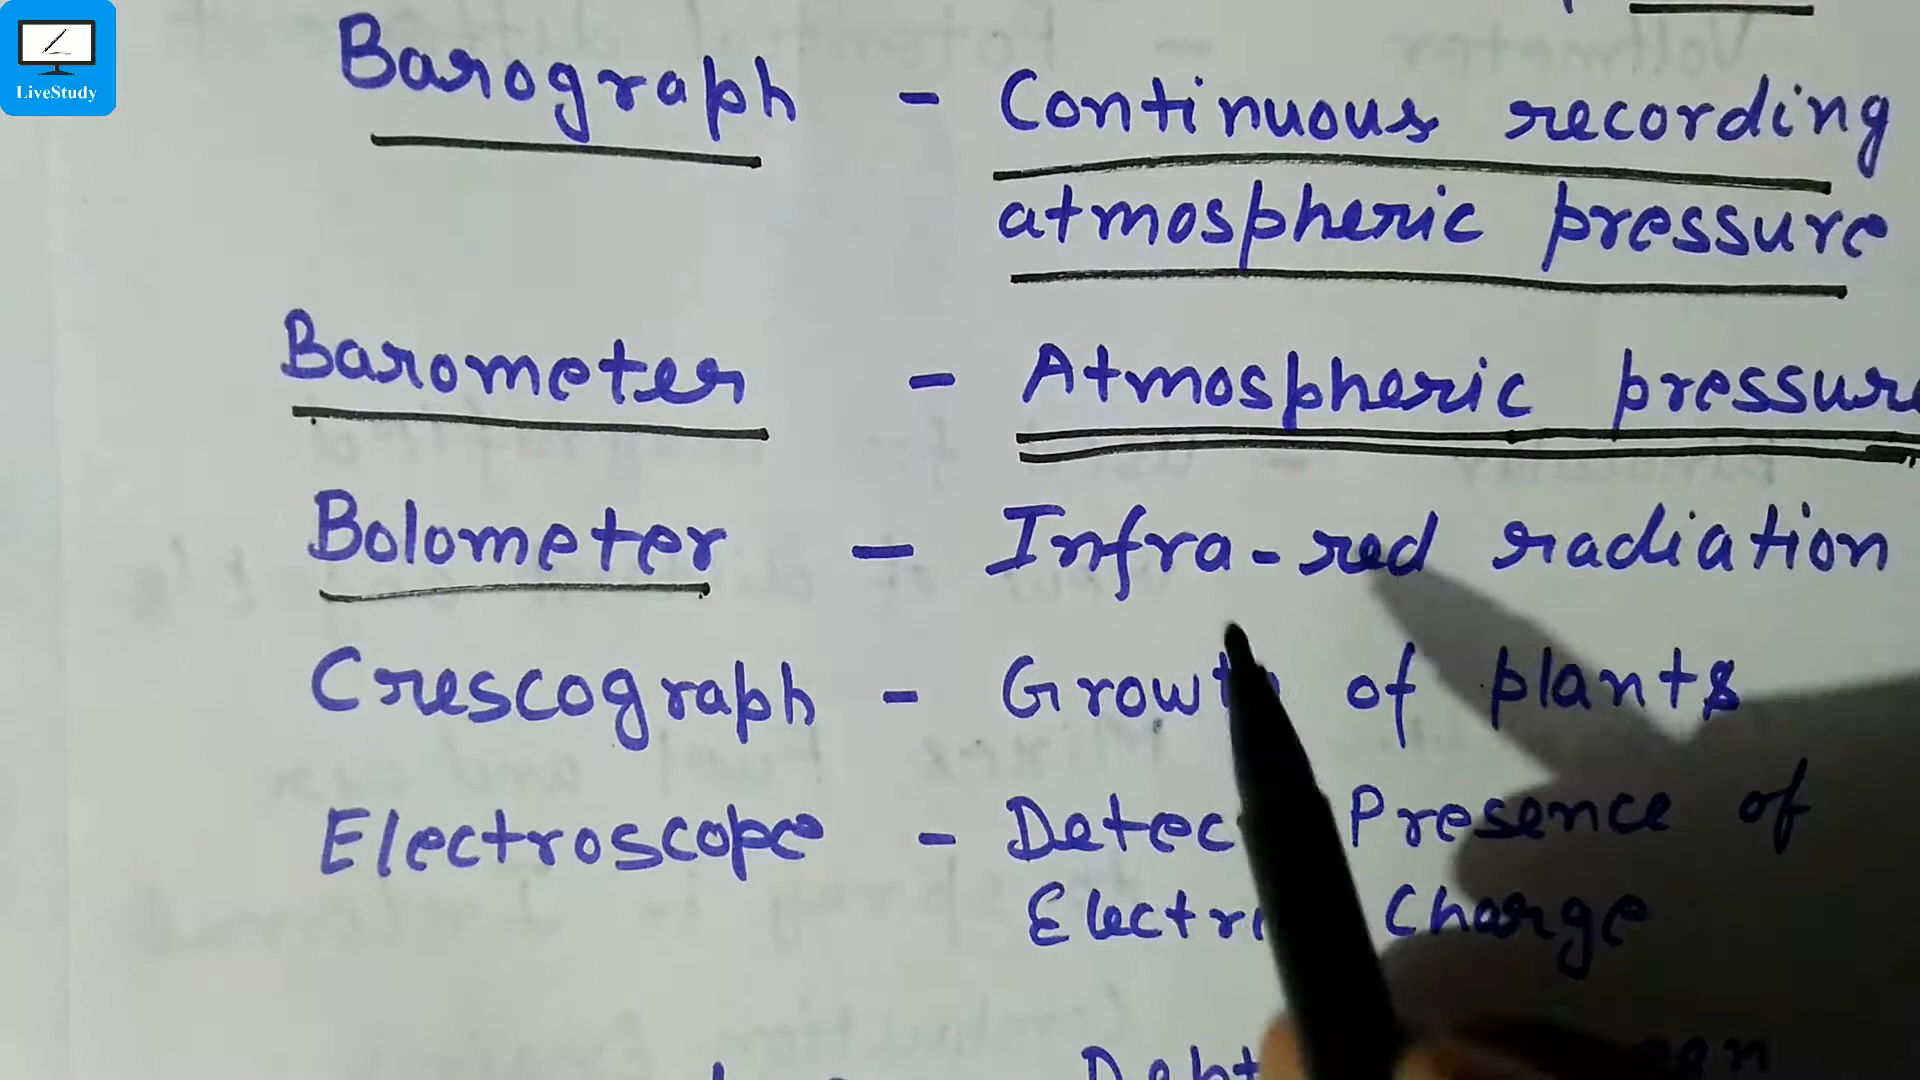 LiveStudy
Barograph - Continuous recording
atmospheric pressure
Barometer - Atmospheric pressure
Bolometer - Infra-red radiation
Crescograph - Growth of plants
Electroscope - Detect Presence of
Electric Charge